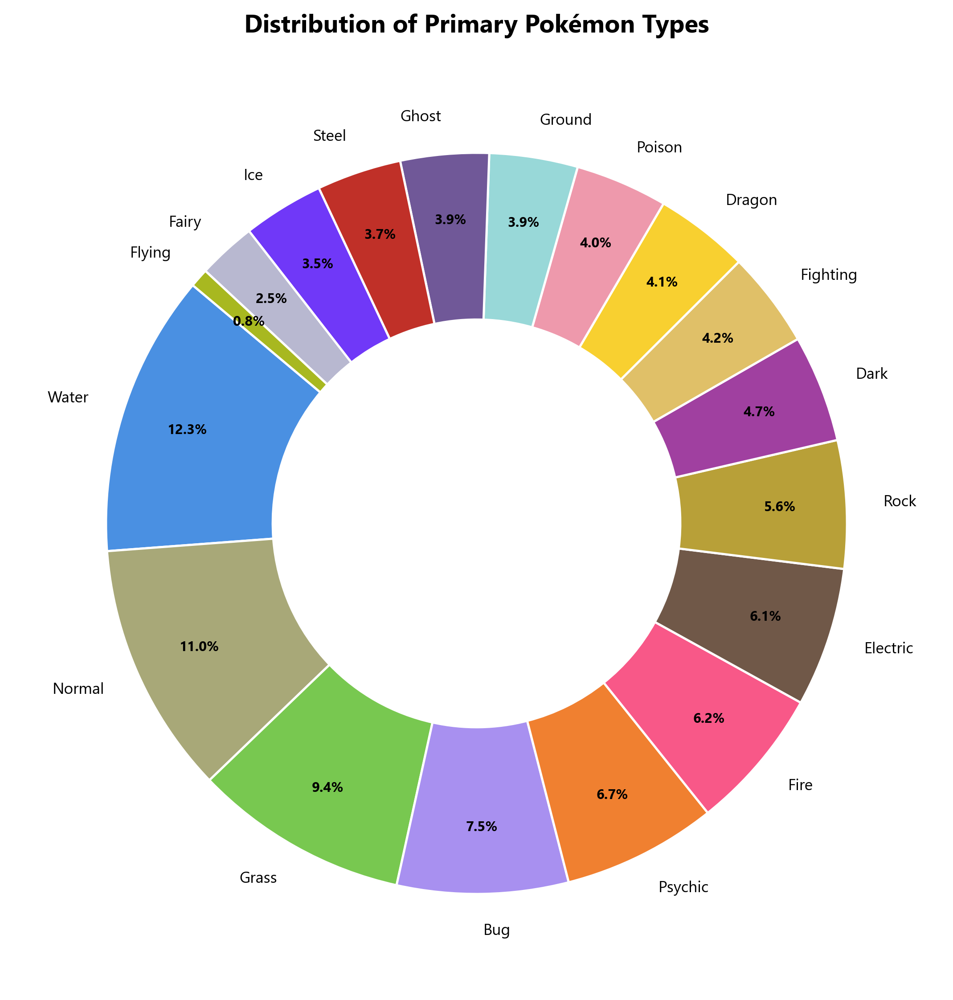 Distribution of Primary Pokémon Types
Ghost
Ground
Steel
Poison
Ice
Dragon
Fairy
Flying
Fighting
Dark
Water
Rock
Electric
Normal
Fire
Grass
Psychic
Bug
3.9%
3.9%
3.7%
4.0%
3.5%
4.1%
2.5%
0.8%
4.2%
4.7%
12.3%
5.6%
6.1%
11.0%
6.2%
9.4%
6.7%
7.5%